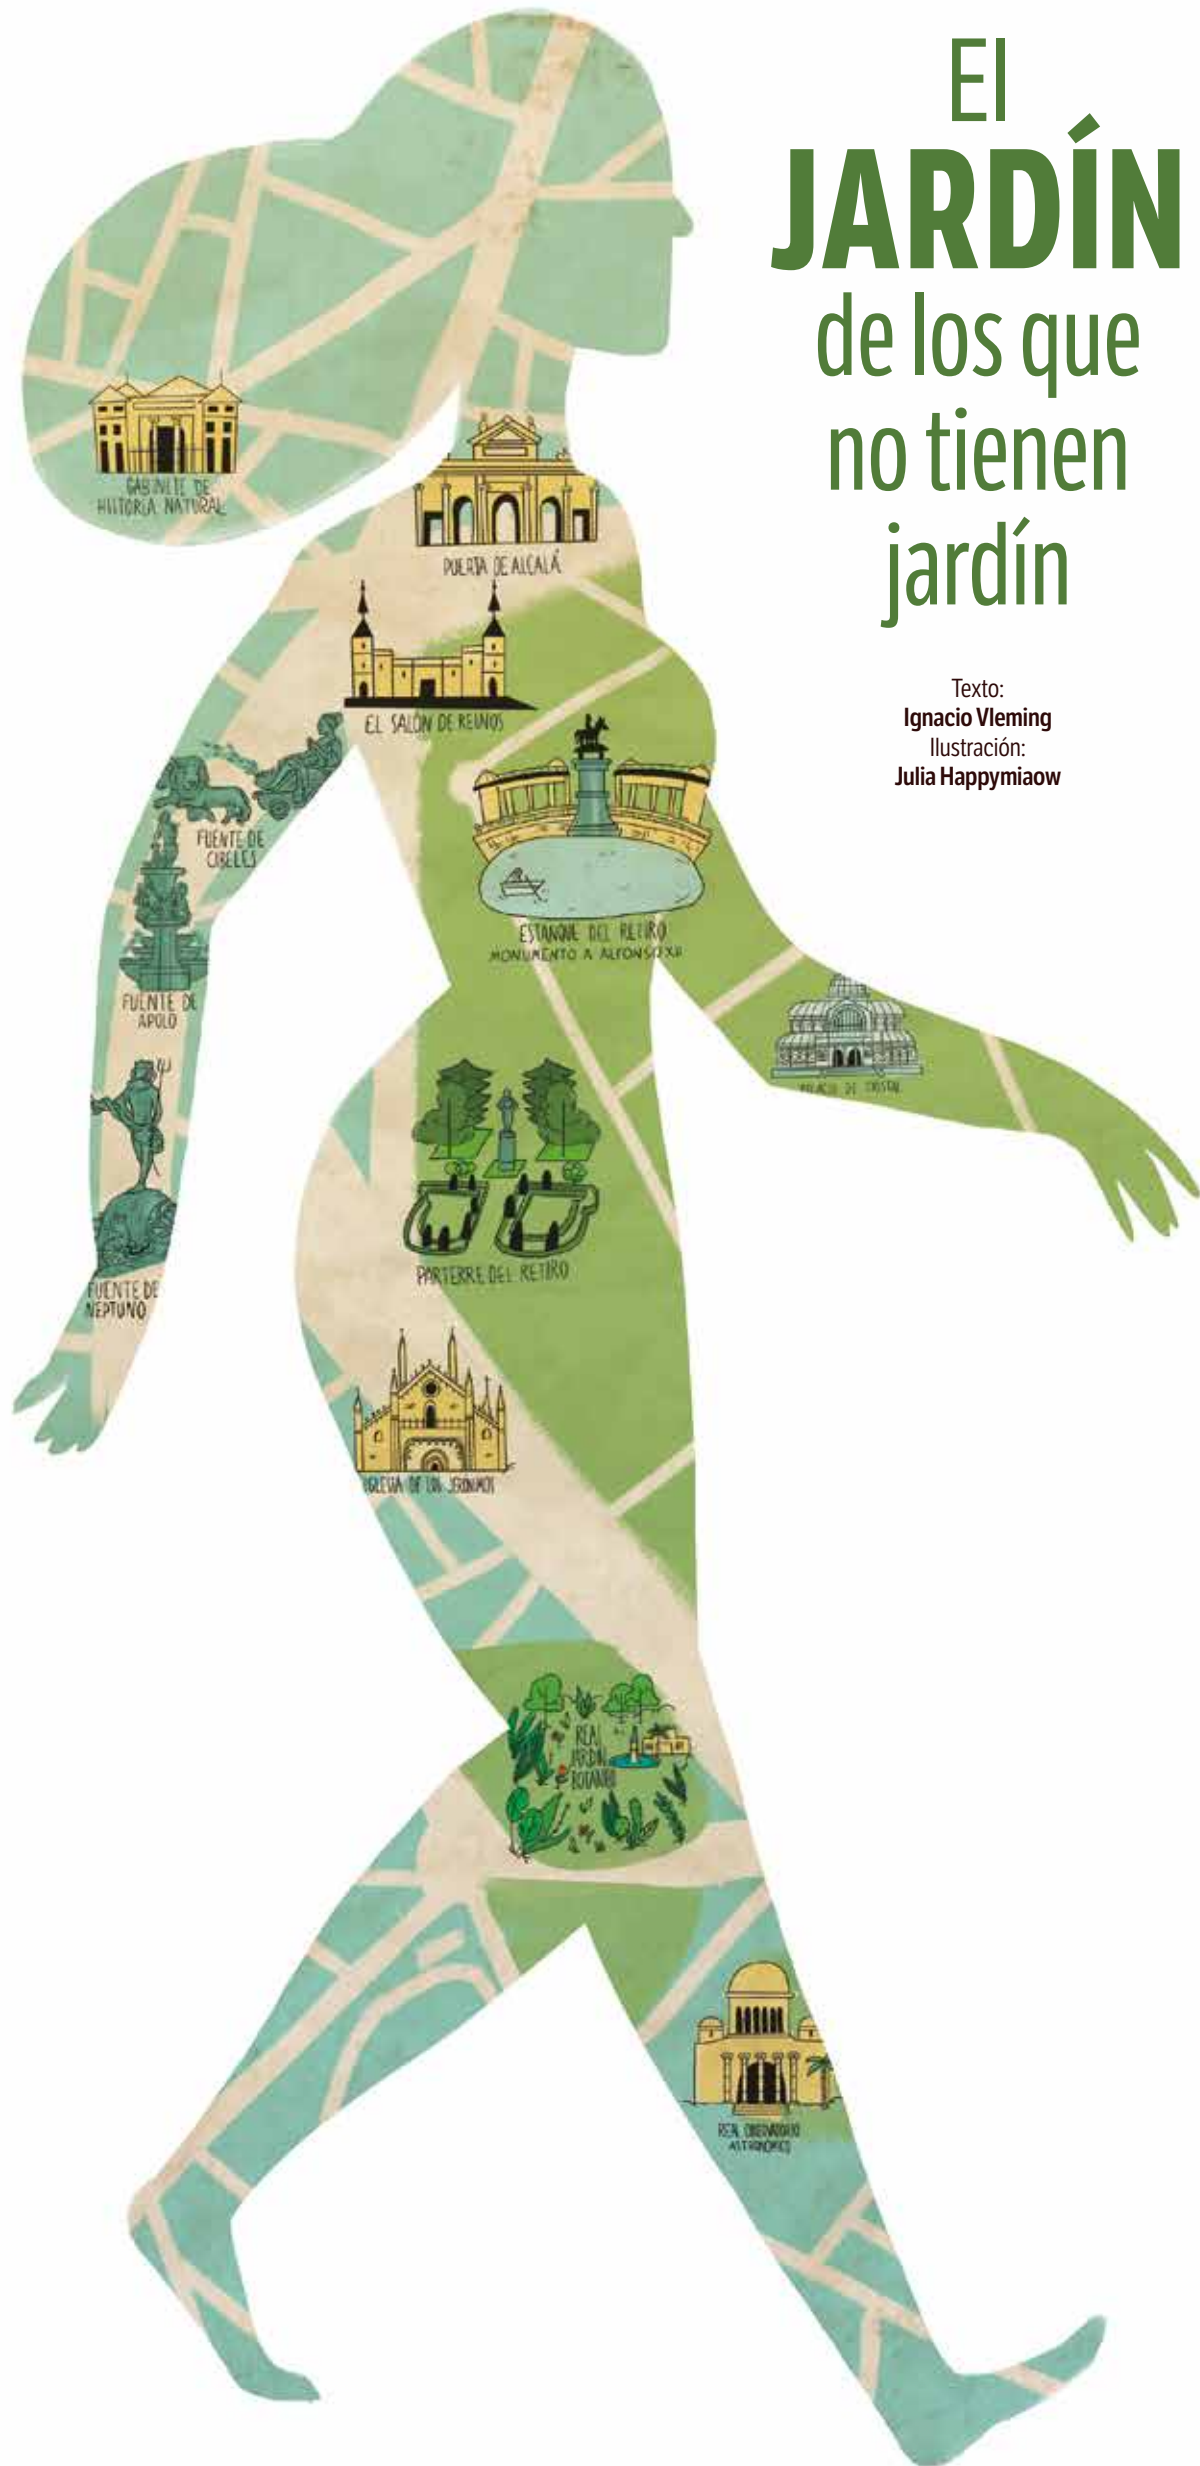 El
JARDÍN
de los que
no tienen
jardín
Texto:
Ignacio Vleming
Ilustración:
Julia Happymiaow
GABINETE DE
HISTORIA NATURAL
PUERTA DE ALCALÁ
EL SALÓN DE REINOS
FUENTE DE
CIBELES
ESTANQUE DEL RETIRO
MONUMENTO A ALFONSO XII
FUENTE DE
APOLO
PALACIO DE CRISTAL
PARTERRE DEL RETIRO
FUENTE DE
NEPTUNO
IGLESIA DE LOS JERÓNIMOS
REAL
JARDÍN
BOTÁNICO
REAL OBSERVATORIO
ASTRONÓMICO